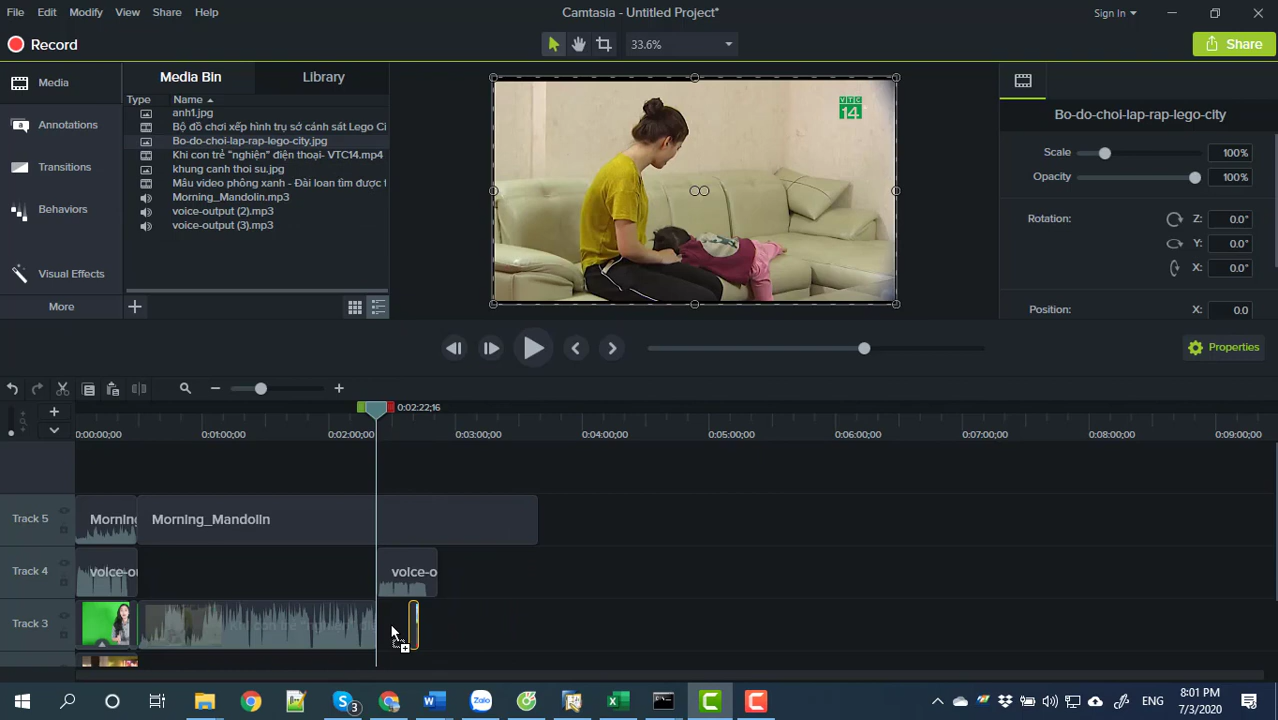 File Edit Modify View Share Help
Camtasia - Untitled Project*
Sign In
Record
33.6%
Share
Media
Annotations
Transitions
Behaviors
Visual Effects
More
Media Bin
Library
Type Name
anh1.jpg
Bộ đồ chơi xếp hình trụ sở cảnh sát Lego Ci
Bo-do-choi-lap-rap-lego-city.jpg
Khi con trẻ "nghiện" điện thoại- VTC14.mp4
khung canh thoi su.jpg
Mẫu video phông xanh - Đài loan tìm được t
Morning_Mandolin.mp3
voice-output (2).mp3
voice-output (3).mp3
VTC
14
Bo-do-choi-lap-rap-lego-city
Scale 100%
Opacity 100%
Rotation: Z: 0.0°
Y: 0.0°
X: 0.0°
Position: X: 0.0
Properties
0:02:22;16
0:00:00;00 0:01:00;00 0:02:00;00 0:03:00;00 0:04:00;00 0:05:00;00 0:06:00;00 0:07:00;00 0:08:00;00 0:09:00;00
Track 5 Morning Morning_Mandolin
Track 4 voice-ou voice-o
Track 3
3
ENG
8:01 PM
7/3/2020